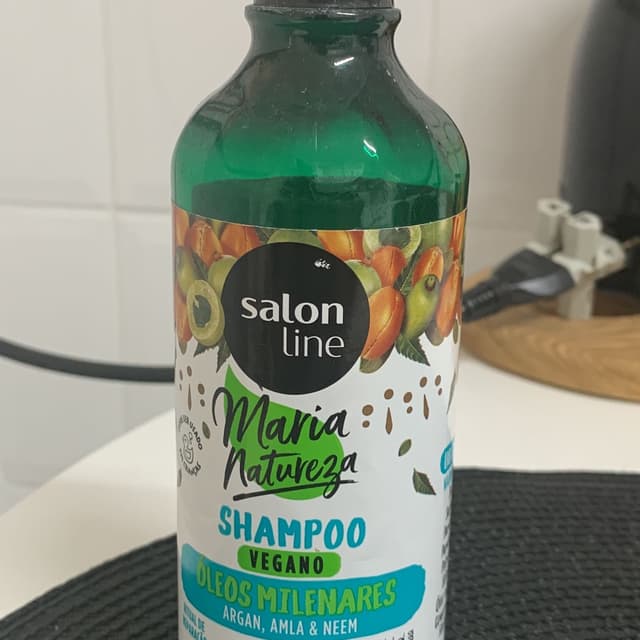 salon
line
Maria
Natureza
SHAMPOO
VEGANO
ÓLEOS MILENARES
ARGAN, AMLA & NEEM